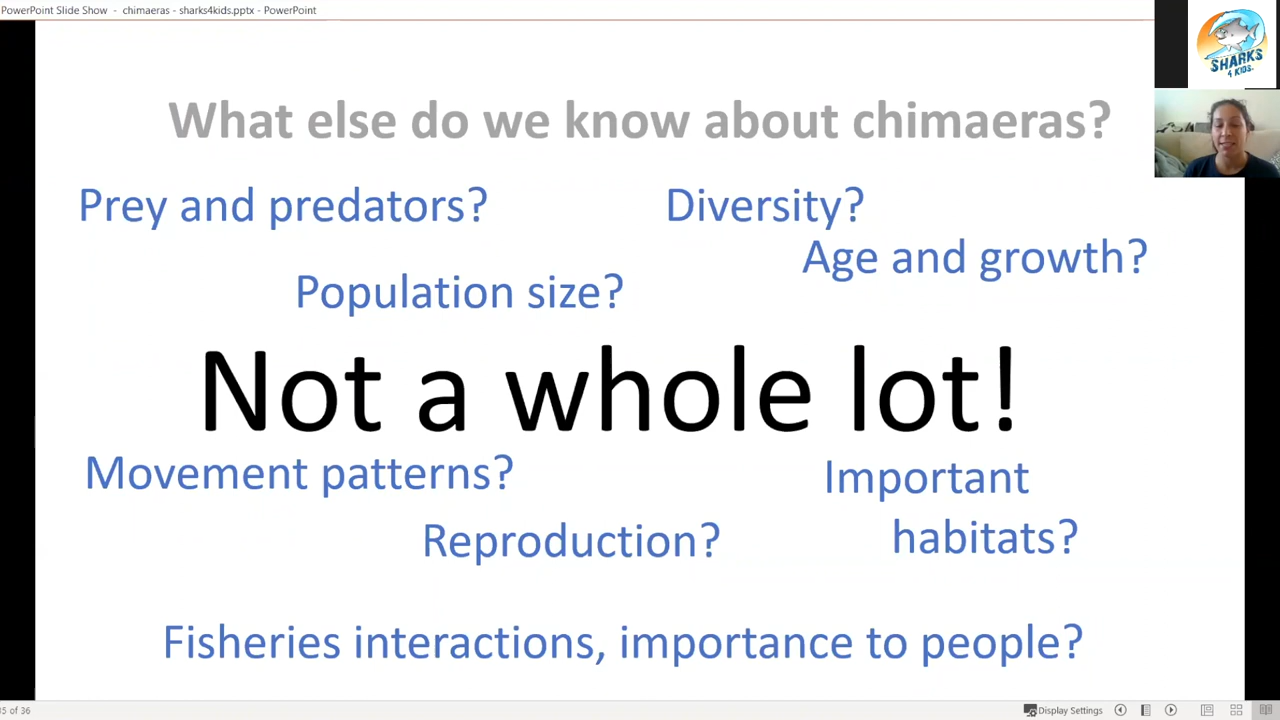 PowerPoint Slide Show - chimaeras - sharks4kids.pptx - PowerPoint
SHARKS
4 KIDS.
What else do we know about chimaeras?
Prey and predators?
Diversity?
Age and growth?
Population size?
Not a whole lot!
Movement patterns?
Important
habitats?
Reproduction?
Fisheries interactions, importance to people?
35 of 36
Display Settings